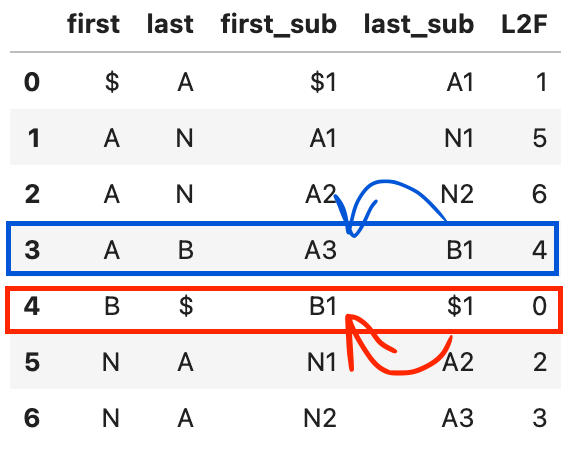 first last first_sub last_sub L2F
0 $ A $1 A1 1
1 A N A1 N1 5
2 A N A2 N2 6
3 A B A3 B1 4
4 B $ B1 $1 0
5 N A N1 A2 2
6 N A N2 A3 3